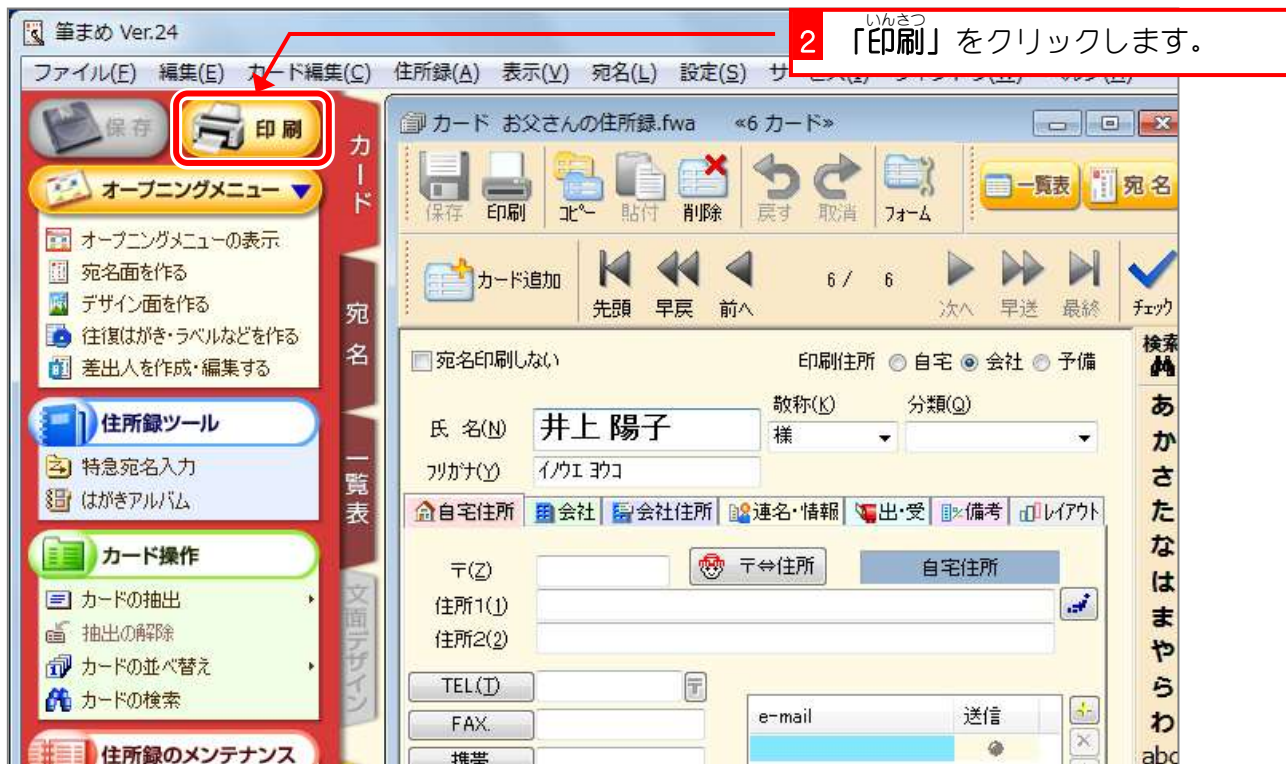 筆まめ Ver.24
いんさつ
2 「印刷」をクリックします。
ファイル(F) 編集(E) カード編集(C) 住所録(A) 表示(V) 宛名(L) 設定(S)
保存 印刷
オープニングメニュー ▼
オープニングメニューの表示
宛名面を作る
デザイン面を作る
往復はがき・ラベルなどを作る
差出人を作成・編集する
住所録ツール
特急宛名入力
はがきアルバム
カード操作
カードの抽出
抽出の解除
カードの並べ替え
カードの検索
住所録のメンテナンス
カード
宛名
一覧表
文面デザイン
カード お父さんの住所録.fwa «6 カード»
保存 印刷 コピー 貼付 削除 戻す 取消 フォーム 一覧表 宛名
カード追加 先頭 早戻 前へ 6 / 6 次へ 早送 最終 チェック
宛名印刷しない 印刷住所 自宅 会社 予備
敬称(K) 分類(Q)
氏 名(N) 井上 陽子 様
フリガナ(Y) イノウエ ヨウコ
自宅住所 会社 会社住所 連名・情報 出・受 備考 レイアウト
〒(Z) 〒⇔住所 自宅住所
住所1(1)
住所2(2)
TEL(T) 〒
FAX.
携帯
e-mail 送信
検索
あ
か
さ
た
な
は
ま
や
ら
わ
abc